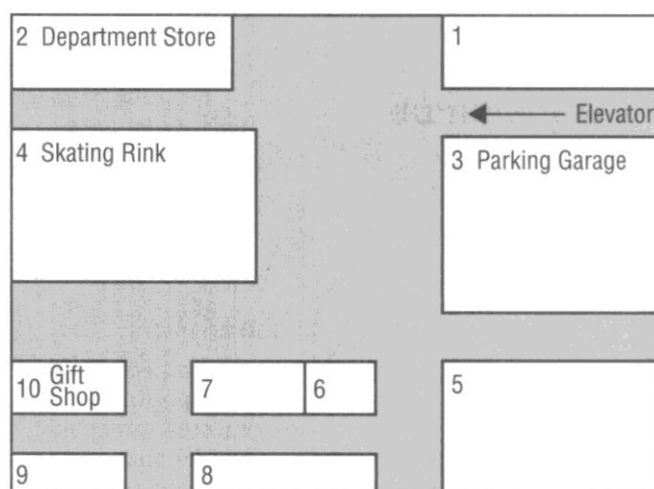 2 Department Store
1
Elevator
4 Skating Rink
3 Parking Garage
10 Gift
Shop
7
6
5
9
8